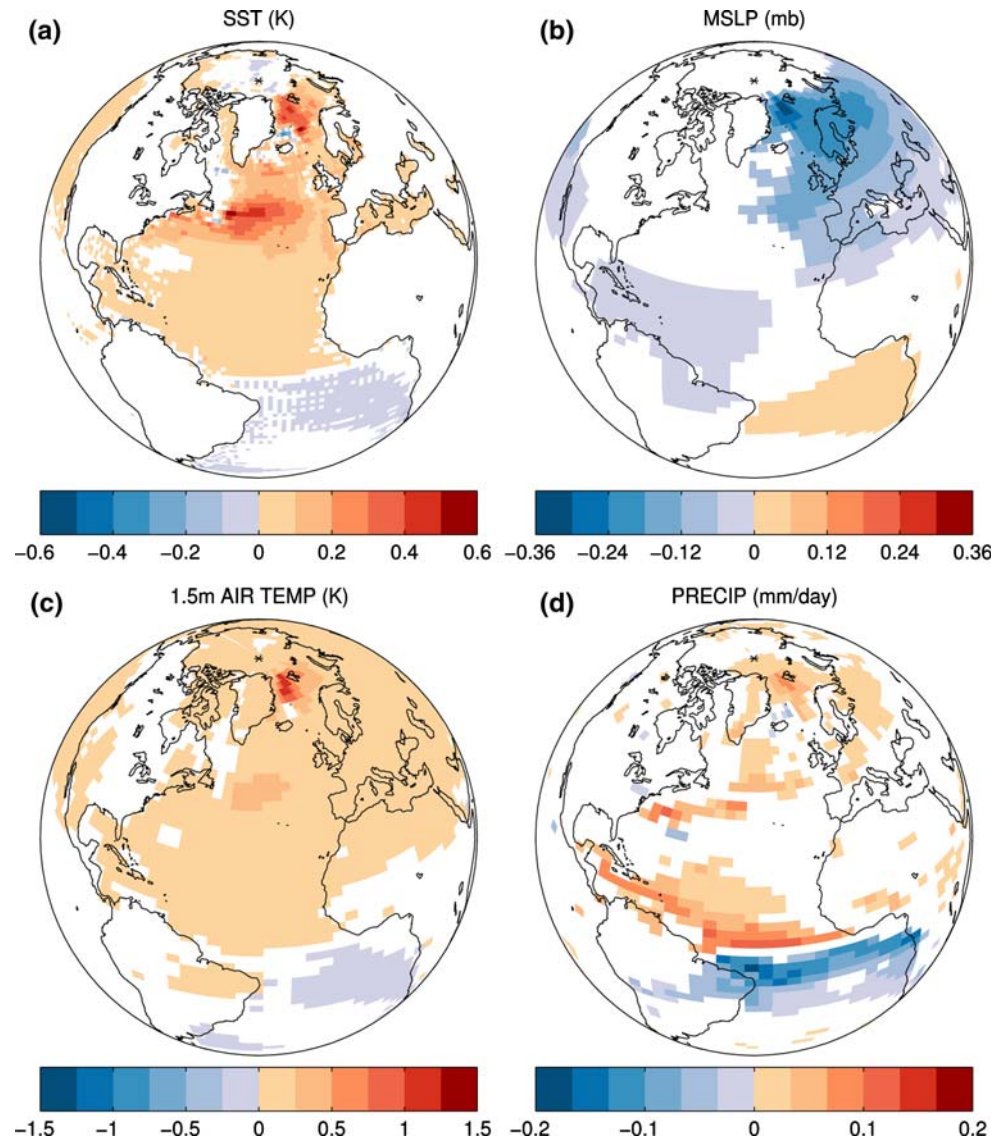 (a) SST (K)
(b) MSLP (mb)
−0.6 −0.4 −0.2 0 0.2 0.4 0.6
−0.36 −0.24 −0.12 0 0.12 0.24 0.36
(c) 1.5m AIR TEMP (K)
(d) PRECIP (mm/day)
−1.5 −1 −0.5 0 0.5 1 1.5
−0.2 −0.1 0 0.1 0.2